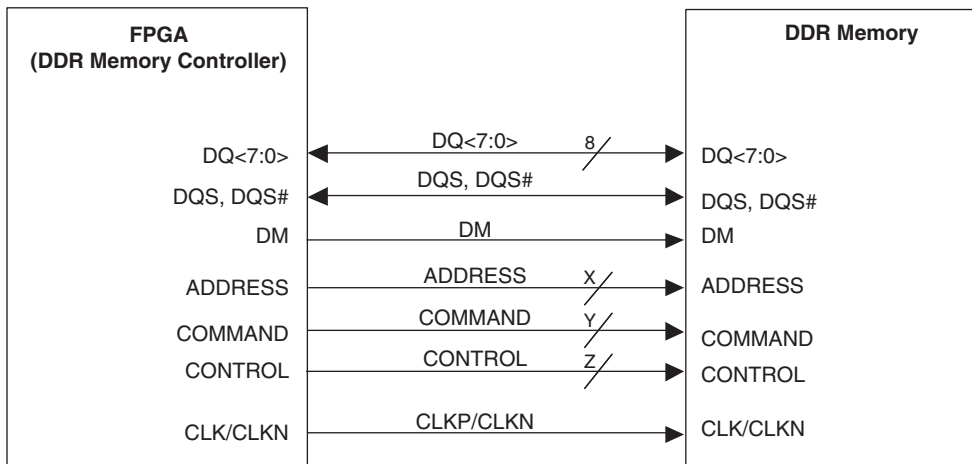 FPGA
(DDR Memory Controller)
DDR Memory
DQ<7:0>
DQ<7:0>
8
DQ<7:0>
DQS, DQS#
DQS, DQS#
DQS, DQS#
DM
DM
DM
ADDRESS
ADDRESS
X
ADDRESS
COMMAND
COMMAND
Y
COMMAND
CONTROL
CONTROL
Z
CONTROL
CLK/CLKN
CLKP/CLKN
CLK/CLKN